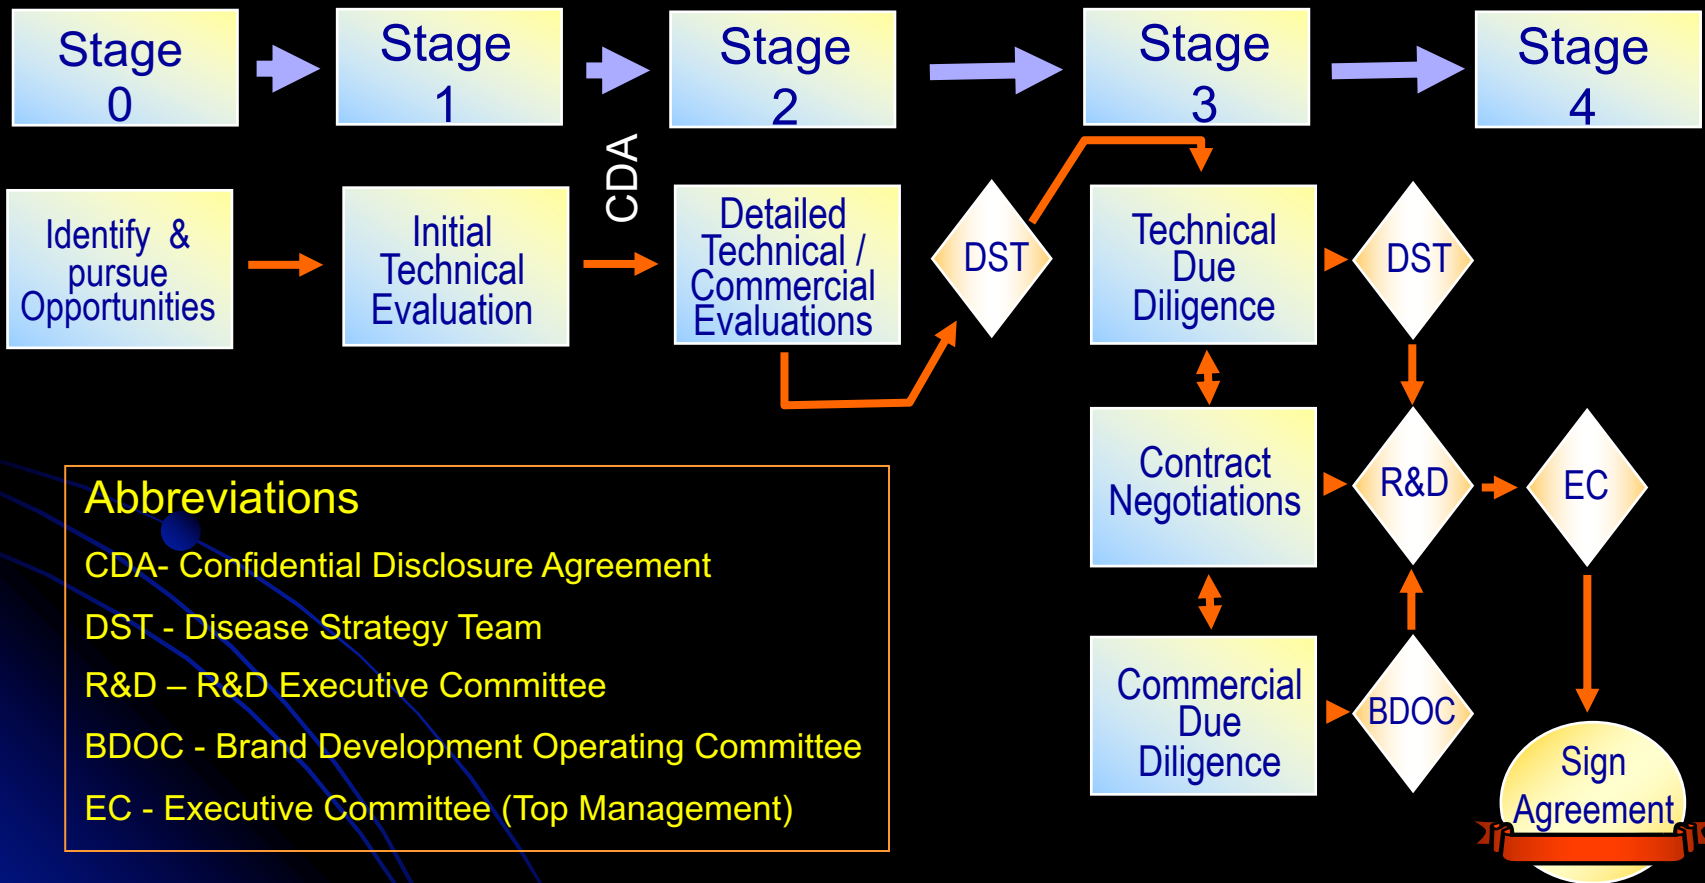 Stage
0
Stage
1
Stage
2
Stage
3
Stage
4
CDA
Identify &
pursue
Opportunities
Initial
Technical
Evaluation
Detailed
Technical /
Commercial
Evaluations
DST
Technical
Due
Diligence
DST
Contract
Negotiations
R&D
EC
Commercial
Due
Diligence
BDOC
Sign
Agreement
Abbreviations
CDA- Confidential Disclosure Agreement
DST - Disease Strategy Team
R&D – R&D Executive Committee
BDOC - Brand Development Operating Committee
EC - Executive Committee (Top Management)